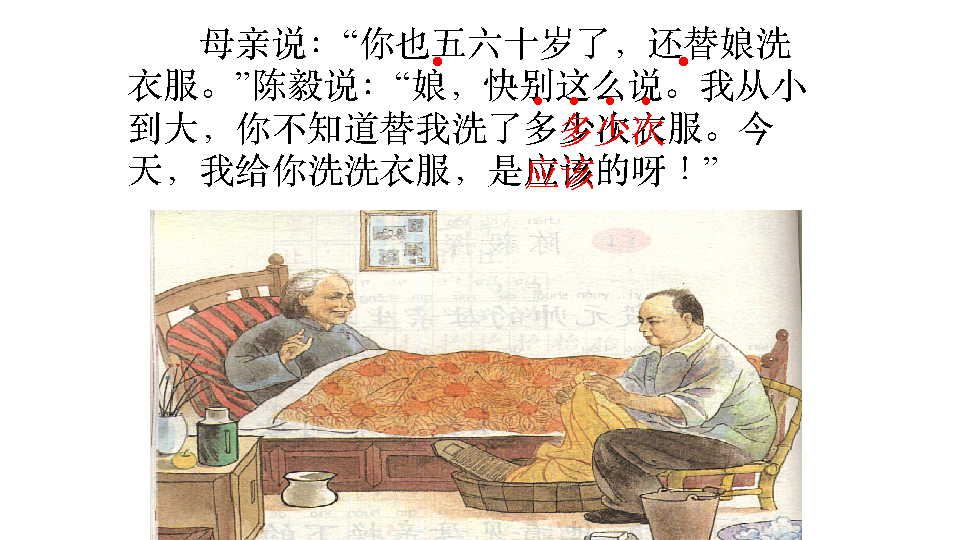 母亲说：“你也五六十岁了，还替娘洗
衣服。”陈毅说：“娘，快别这么说。我从小
到大，你不知道替我洗了多少次衣服。今
天，我给你洗洗衣服，是应该的呀！”